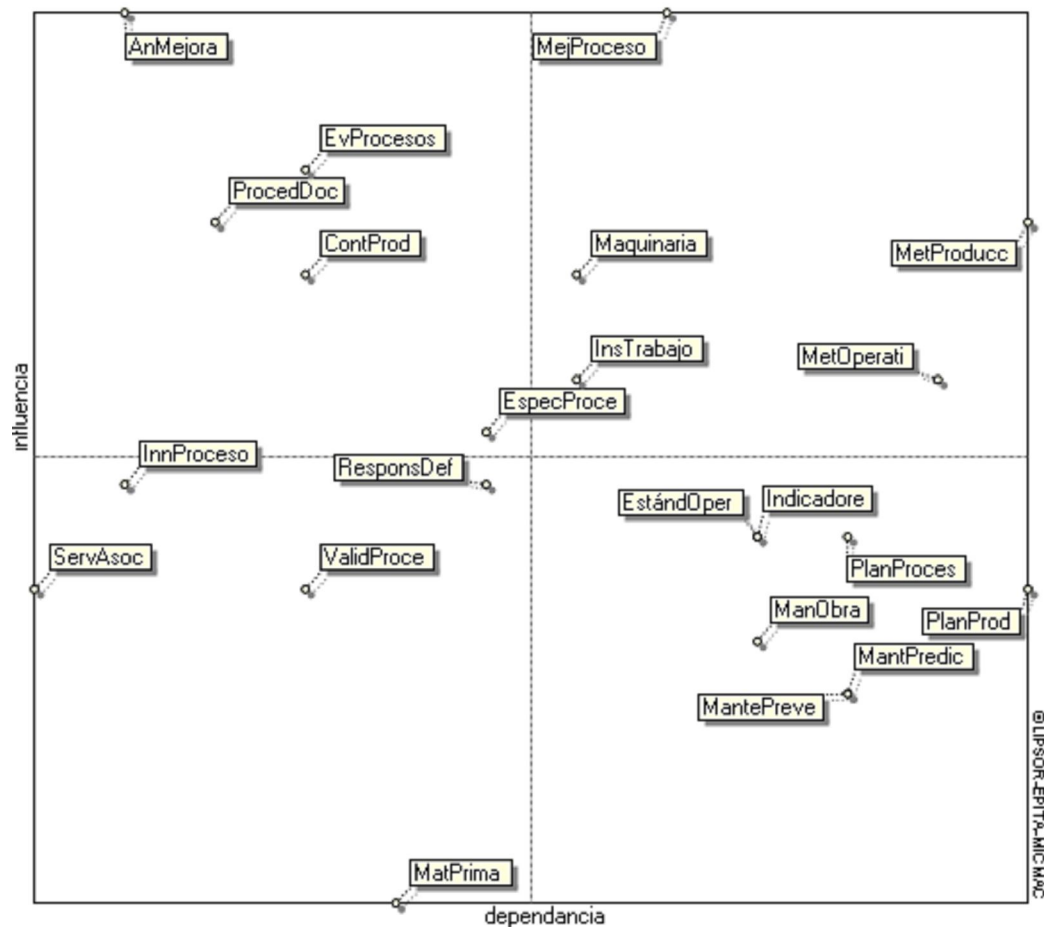 AnMejora
MejProceso
EvProcesos
ProcedDoc
ContProd
Maquinaria
MetProducc
InsTrabajo
MetOperati
EspecProce
influencia
InnProceso
ResponsDef
EstándOper
Indicadore
ServAsoc
ValidProce
PlanProces
ManObra
PlanProd
MantPredic
MantePreve
MatPrima
dependancia
©LIPSOR-EPITA-MICMAC